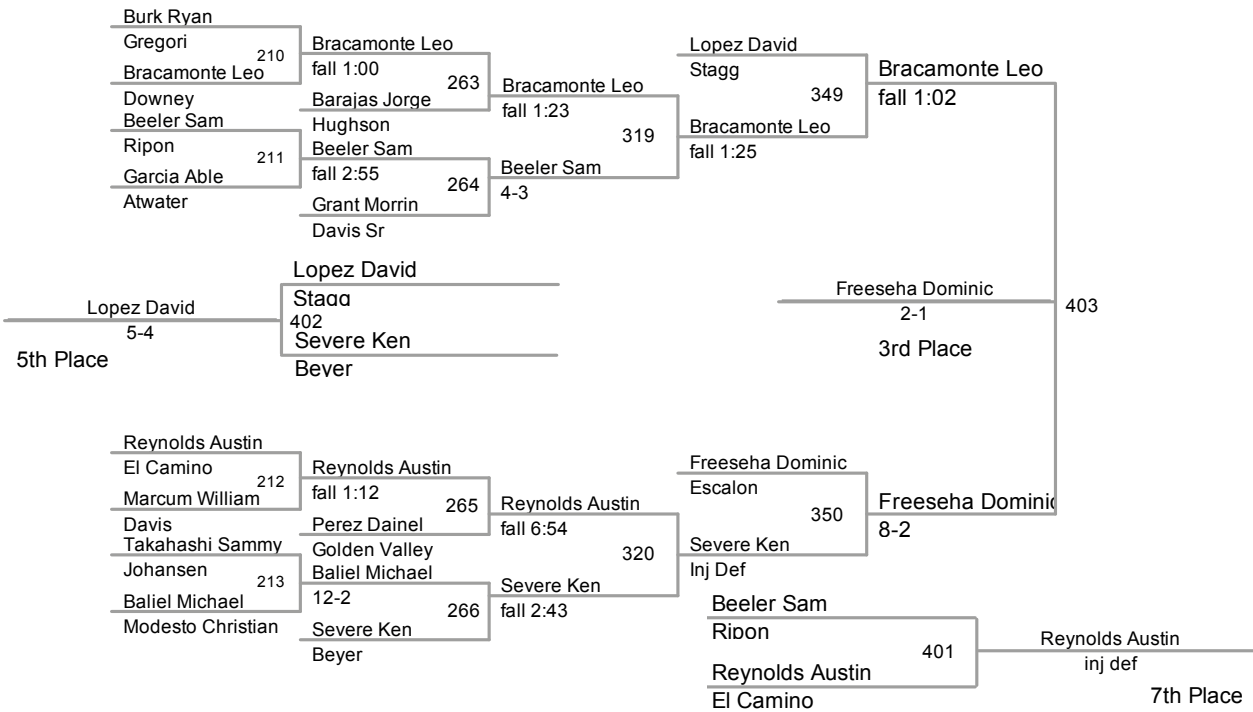 Burk Ryan
Gregori
210
Bracamonte Leo
Downey
Beeler Sam
Ripon
211
Garcia Able
Atwater
Bracamonte Leo
fall 1:00
263
Barajas Jorge
Hughson
Beeler Sam
fall 2:55
264
Grant Morrin
Davis Sr
Bracamonte Leo
fall 1:23
319
Beeler Sam
4-3
Lopez David
Stagg
349
Bracamonte Leo
fall 1:25
Bracamonte Leo
fall 1:02
Lopez David
5-4
5th Place
Lopez David
Stagg
402
Severe Ken
Beyer
Freeseha Dominic
2-1
3rd Place
403
Reynolds Austin
El Camino
212
Marcum William
Davis
Takahashi Sammy
Johansen
213
Baliel Michael
Modesto Christian
Reynolds Austin
fall 1:12
265
Perez Dainel
Golden Valley
Baliel Michael
12-2
266
Severe Ken
Beyer
Reynolds Austin
fall 6:54
320
Severe Ken
fall 2:43
Freeseha Dominic
Escalon
350
Severe Ken
Inj Def
Freeseha Dominic
8-2
Beeler Sam
Ripon
401
Reynolds Austin
El Camino
Reynolds Austin
inj def
7th Place